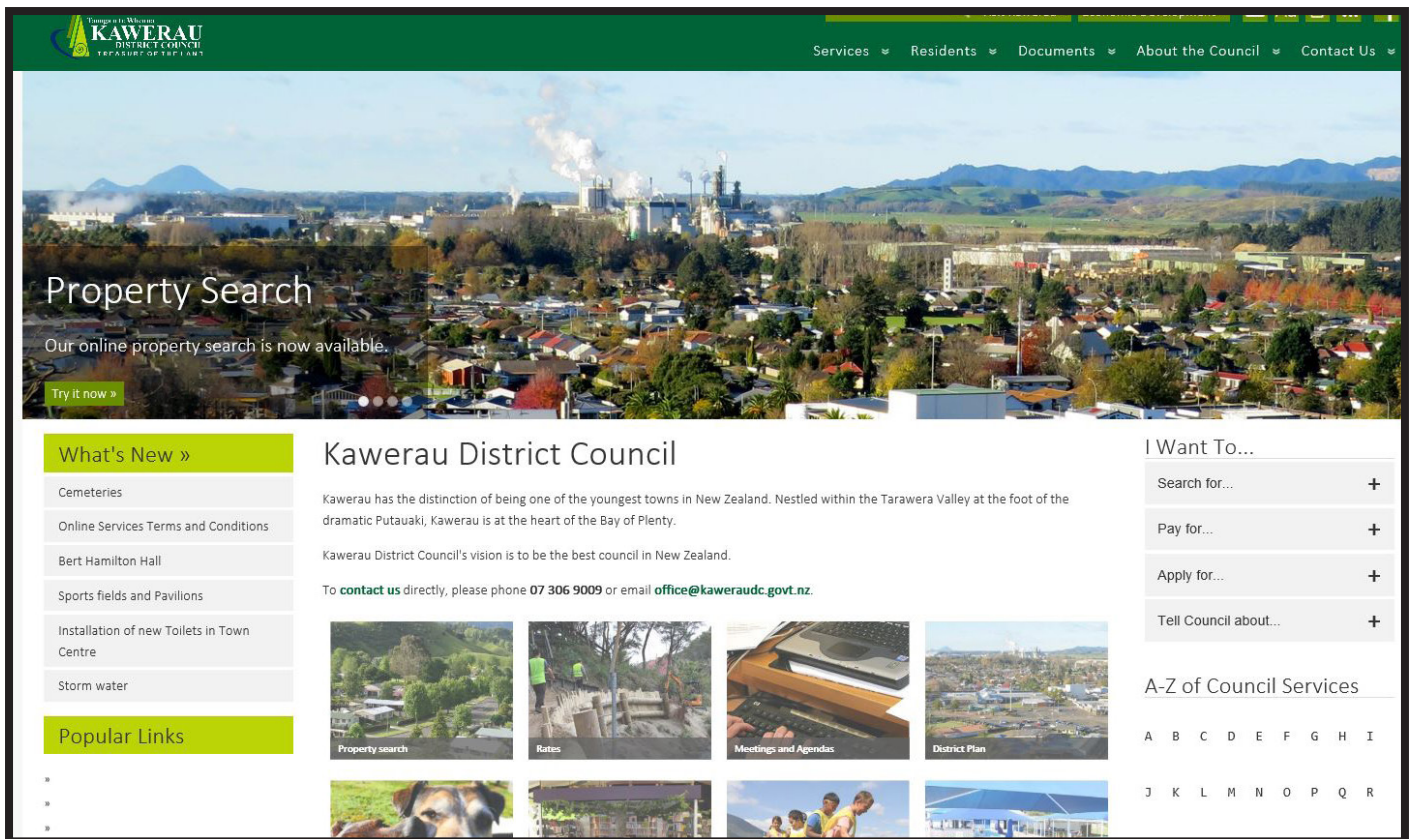 KAWERAU
DISTRICT COUNCIL
TREASURE OF THE LAND
Services
Residents
Documents
About the Council
Contact Us
Property Search
Our online property search is now available.
Try it now »
What's New »
Cemeteries
Online Services Terms and Conditions
Bert Hamilton Hall
Sports fields and Pavilions
Installation of new Toilets in Town
Centre
Storm water
Popular Links
»
»
»
Kawerau District Council
Kawerau has the distinction of being one of the youngest towns in New Zealand. Nestled within the Tarawera Valley at the foot of the
dramatic Putauaki, Kawerau is at the heart of the Bay of Plenty.
Kawerau District Council's vision is to be the best council in New Zealand.
To contact us directly, please phone 07 306 9009 or email office@kaweraudc.govt.nz.
Property search
Rates
Meetings and Agendas
District Plan
I Want To...
Search for... +
Pay for... +
Apply for... +
Tell Council about... +
A-Z of Council Services
A B C D E F G H I
J K L M N O P Q R